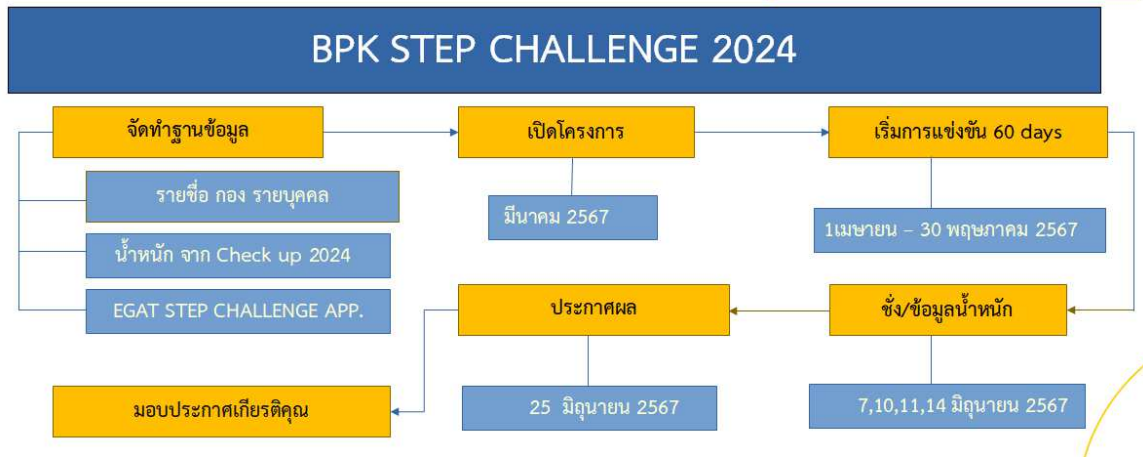 BPK STEP CHALLENGE 2024
จัดทำฐานข้อมูล
เปิดโครงการ
เริ่มการแข่งขัน 60 days
รายชื่อ กอง รายบุคคล
มีนาคม 2567
1เมษายน – 30 พฤษภาคม 2567
น้ำหนัก จาก Check up 2024
EGAT STEP CHALLENGE APP.
ประกาศผล
ชั่ง/ข้อมูลน้ำหนัก
มอบประกาศเกียรติคุณ
25 มิถุนายน 2567
7,10,11,14 มิถุนายน 2567